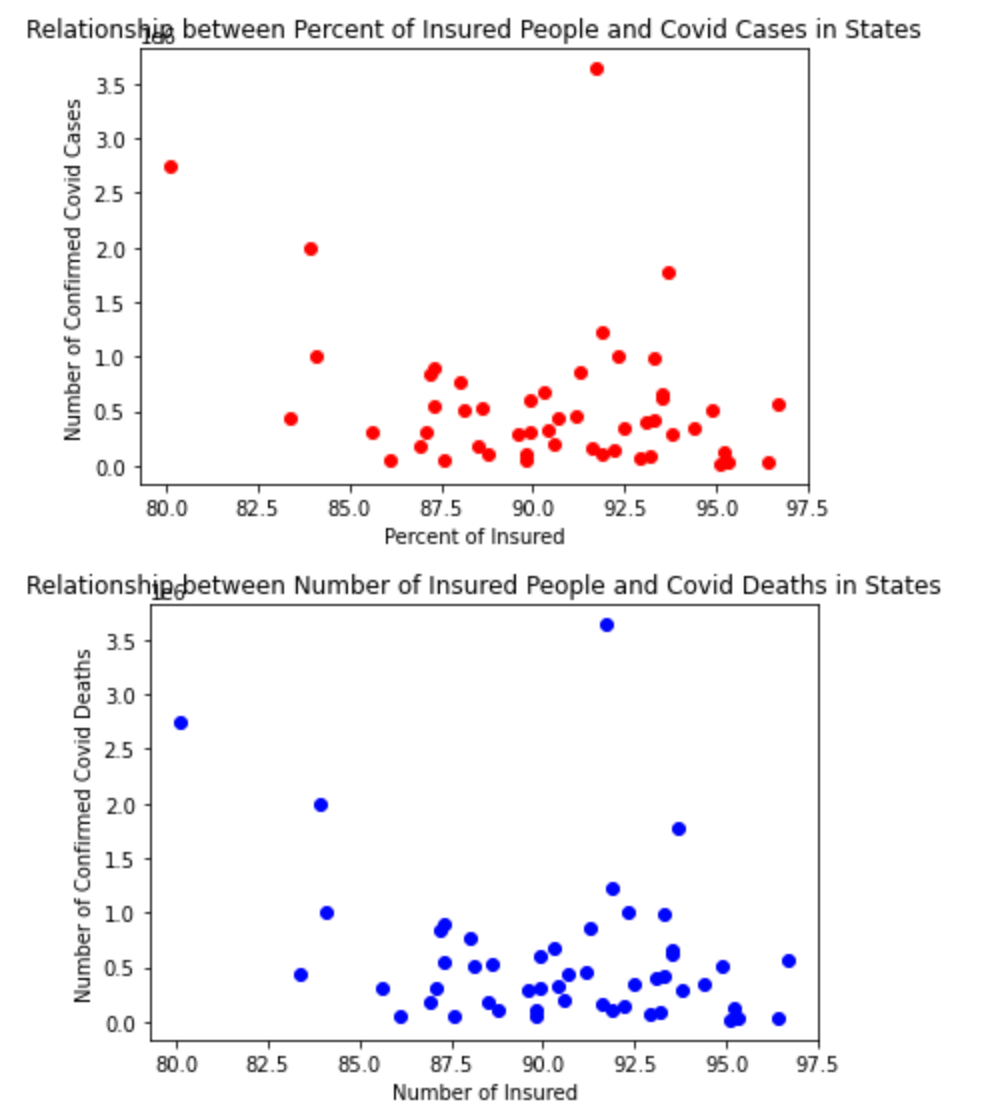 Relationship between Percent of Insured People and Covid Cases in States
1e6
3.5
3.0
2.5
2.0
1.5
1.0
0.5
0.0
Number of Confirmed Covid Cases
80.0 82.5 85.0 87.5 90.0 92.5 95.0 97.5
Percent of Insured
Relationship between Number of Insured People and Covid Deaths in States
1e6
3.5
3.0
2.5
2.0
1.5
1.0
0.5
0.0
Number of Confirmed Covid Deaths
80.0 82.5 85.0 87.5 90.0 92.5 95.0 97.5
Number of Insured